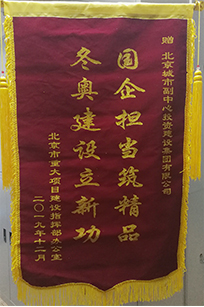 赠 北京城市副中心投资建设集团有限公司
国企担当筑精品
冬奥建设立新功
北京市重大项目建设指挥部办公室
二〇一九年十二月